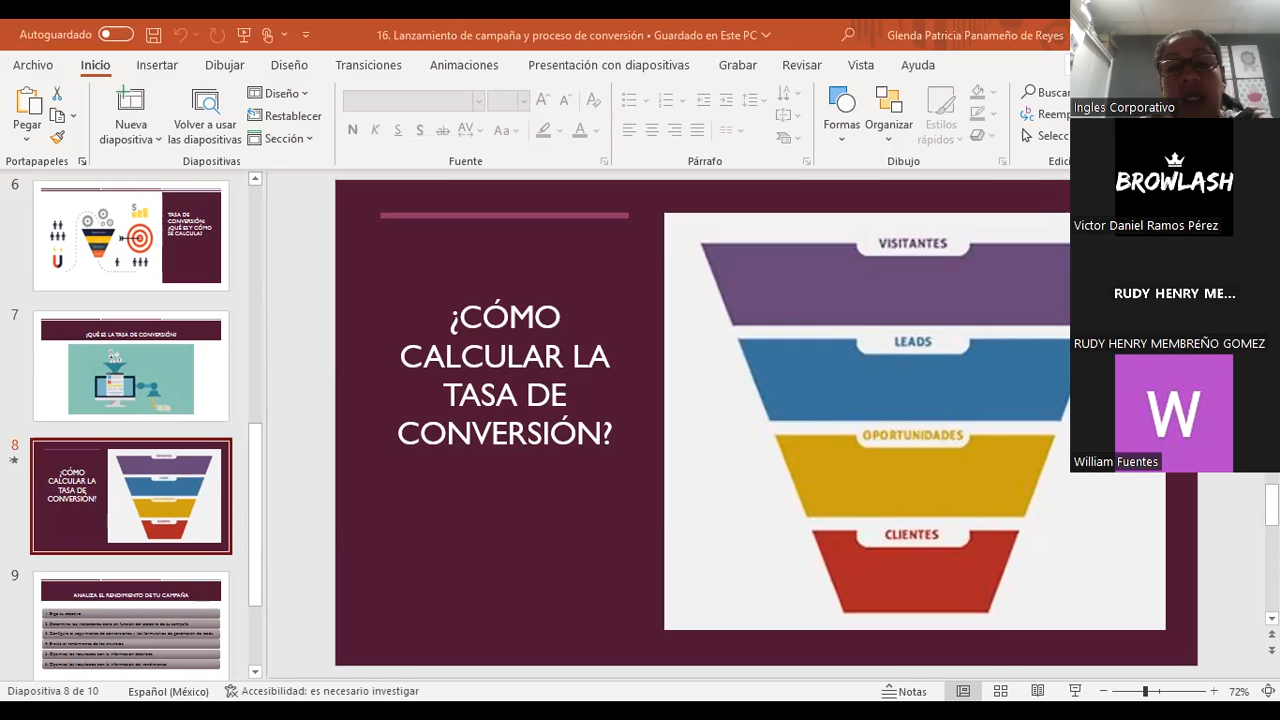 Autoguardado
16. Lanzamiento de campaña y proceso de conversión • Guardado en Este PC
Glenda Patricia Panameño de Reyes
Archivo Inicio Insertar Dibujar Diseño Transiciones Animaciones Presentación con diapositivas Grabar Revisar Vista Ayuda
Pegar
Nueva diapositiva
Volver a usar las diapositivas
Diseño
Restablecer
Sección
N K S S ab AV Aa A
Formas
Organizar
Estilos rápidos
Buscar
Reemp
Selecc
Portapapeles Diapositivas Fuente Párrafo Dibujo Edici
6
TASA DE
CONVERSIÓN:
¿QUÉ ES Y CÓMO
SE CALCULA?
7
¿QUÉ ES LA TASA DE CONVERSIÓN?
8
¿CÓMO
CALCULAR LA
TASA DE
CONVERSIÓN?
9
ANALIZA EL RENDIMIENTO DE TU CAMPAÑA
¿CÓMO
CALCULAR LA
TASA DE
CONVERSIÓN?
VISITANTES
LEADS
OPORTUNIDADES
CLIENTES
Ingles Corporativo
BROWLASH
Victor Daniel Ramos Pérez
RUDY HENRY ME...
RUDY HENRY MEMBREÑO GOMEZ
W
William Fuentes
Diapositiva 8 de 10 Español (México) Accesibilidad: es necesario investigar Notas 72%